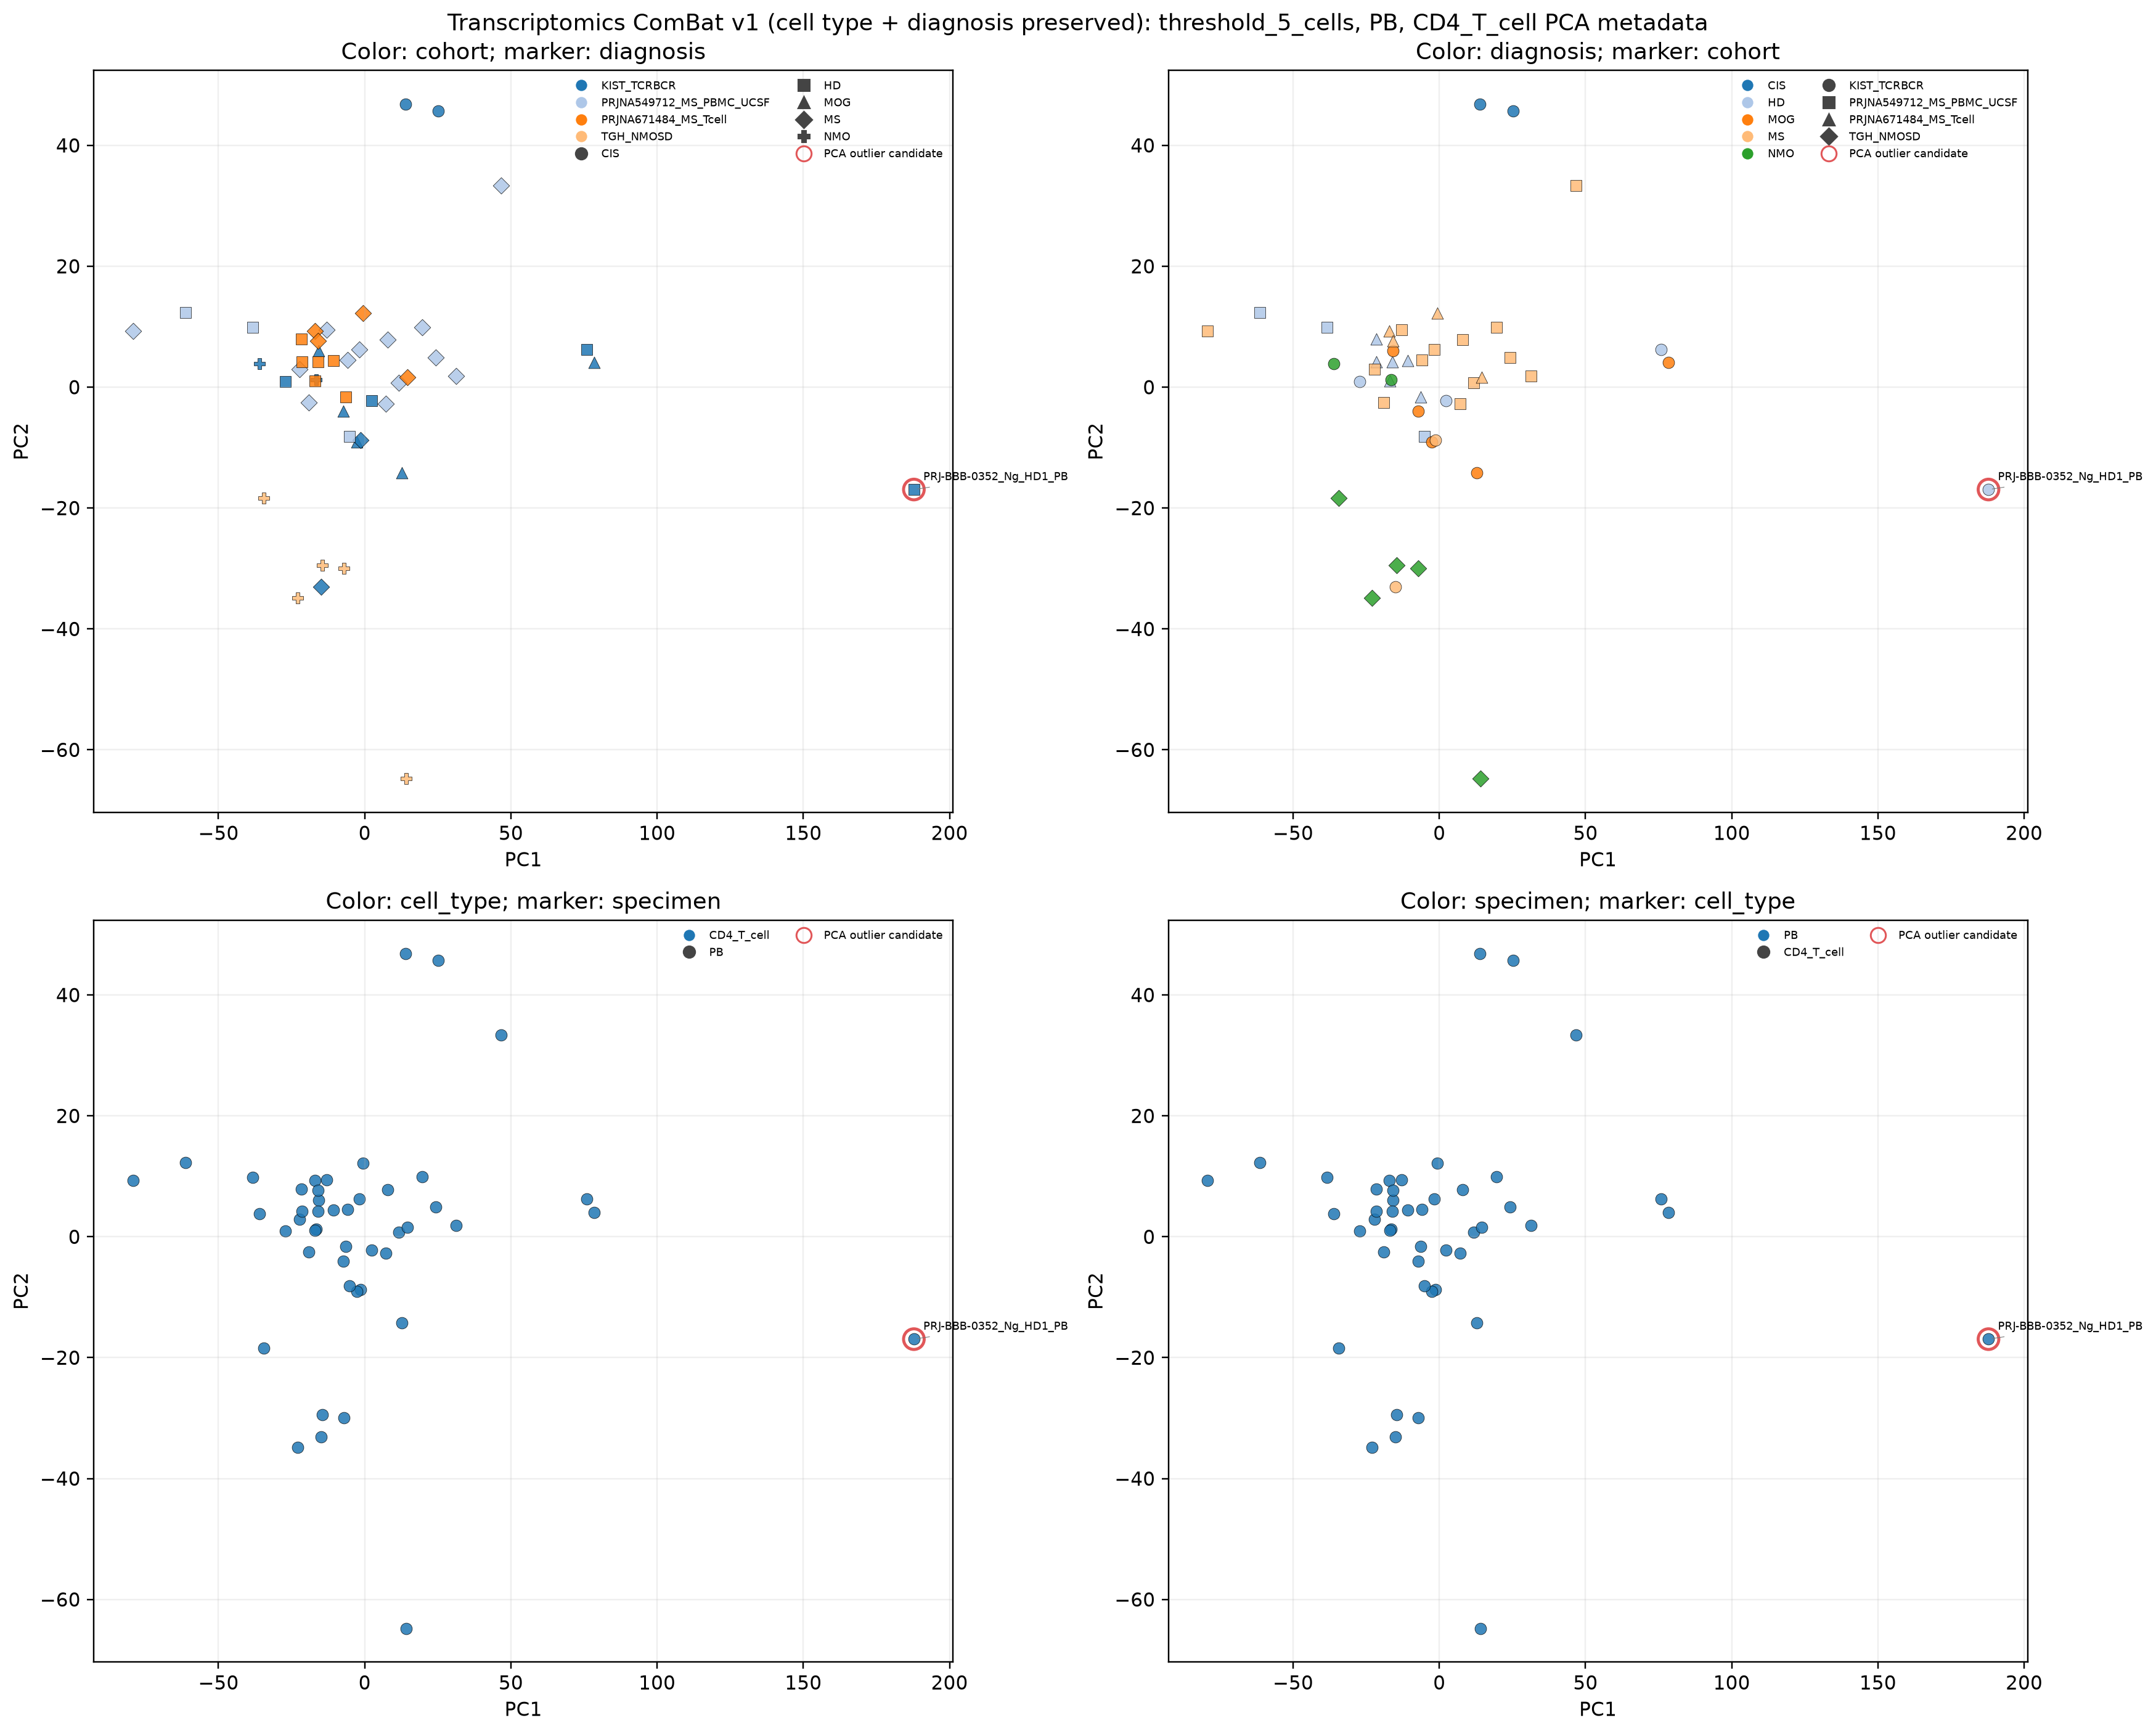 Transcriptomics ComBat v1 (cell type + diagnosis preserved): threshold_5_cells, PB, CD4_T_cell PCA metadata
Color: cohort; marker: diagnosis
KIST_TCRBCR
PRJNA549712_MS_PBMC_UCSF
PRJNA671484_MS_Tcell
TGH_NMOSD
CIS
HD
MOG
MS
NMO
PCA outlier candidate
PRJ-BBB-0352_Ng_HD1_PB
40
20
0
−20
−40
−60
PC2
−50
0
50
100
150
200
PC1
Color: diagnosis; marker: cohort
CIS
HD
MOG
MS
NMO
KIST_TCRBCR
PRJNA549712_MS_PBMC_UCSF
PRJNA671484_MS_Tcell
TGH_NMOSD
PCA outlier candidate
PRJ-BBB-0352_Ng_HD1_PB
40
20
0
−20
−40
−60
PC2
−50
0
50
100
150
200
PC1
Color: cell_type; marker: specimen
CD4_T_cell
PB
PCA outlier candidate
PRJ-BBB-0352_Ng_HD1_PB
40
20
0
−20
−40
−60
PC2
−50
0
50
100
150
200
PC1
Color: specimen; marker: cell_type
PB
CD4_T_cell
PCA outlier candidate
PRJ-BBB-0352_Ng_HD1_PB
40
20
0
−20
−40
−60
PC2
−50
0
50
100
150
200
PC1